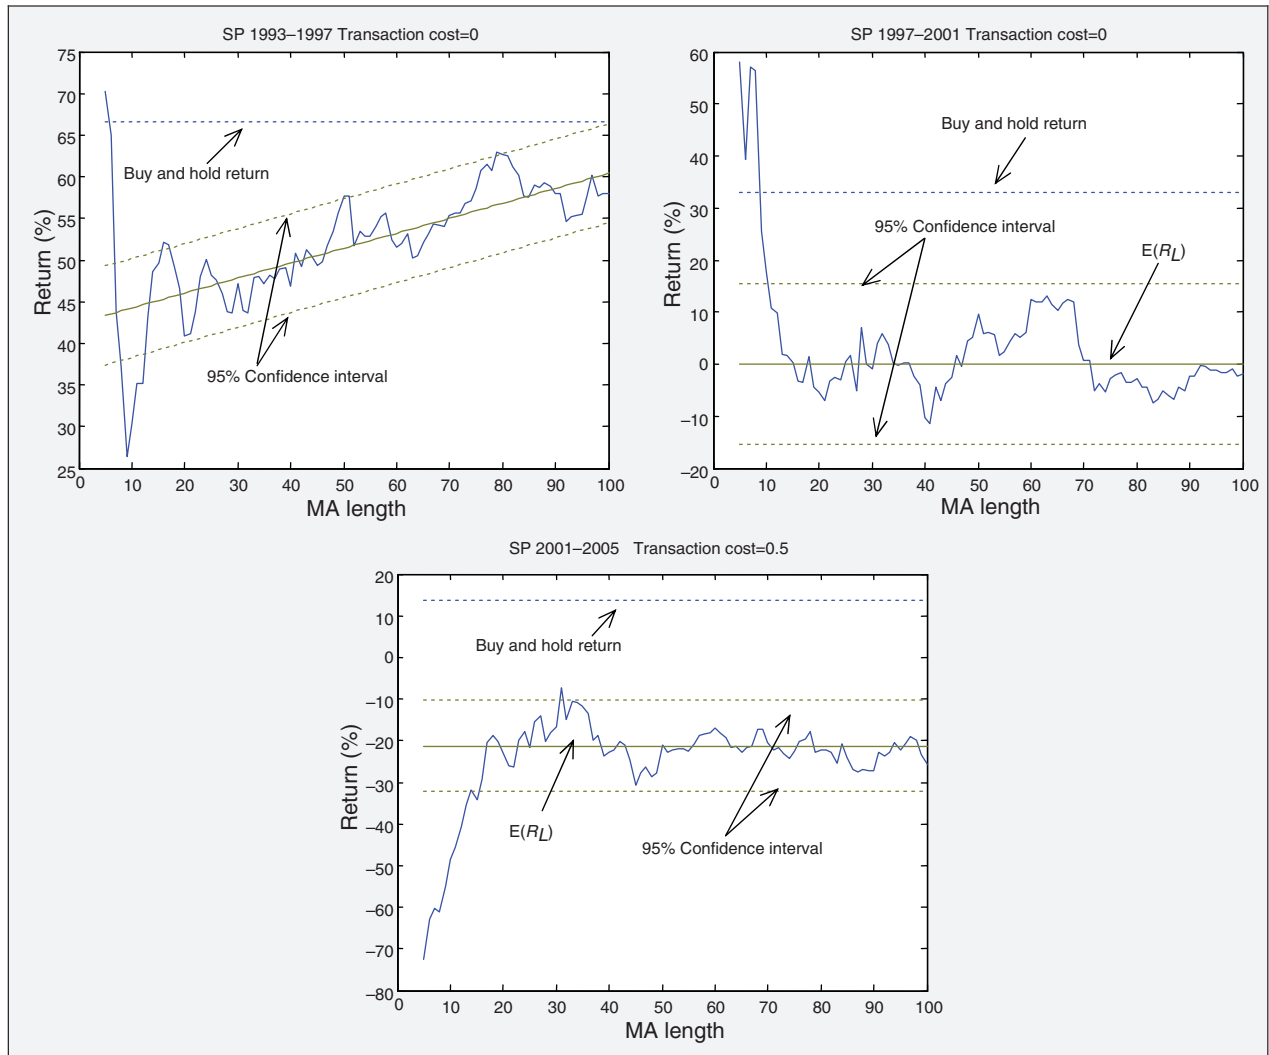 SP 1993–1997 Transaction cost=0
75
70
65
60
55
50
45
40
35
30
25
Return (%)
Buy and hold return
95% Confidence interval
0 10 20 30 40 50 60 70 80 90 100
MA length
SP 1997–2001 Transaction cost=0
60
50
40
30
20
10
0
−10
−20
Return (%)
Buy and hold return
95% Confidence interval
E(RL)
0 10 20 30 40 50 60 70 80 90 100
MA length
SP 2001–2005 Transaction cost=0.5
20
10
0
−10
−20
−30
−40
−50
−60
−70
−80
Return (%)
Buy and hold return
E(RL)
95% Confidence interval
0 10 20 30 40 50 60 70 80 90 100
MA length